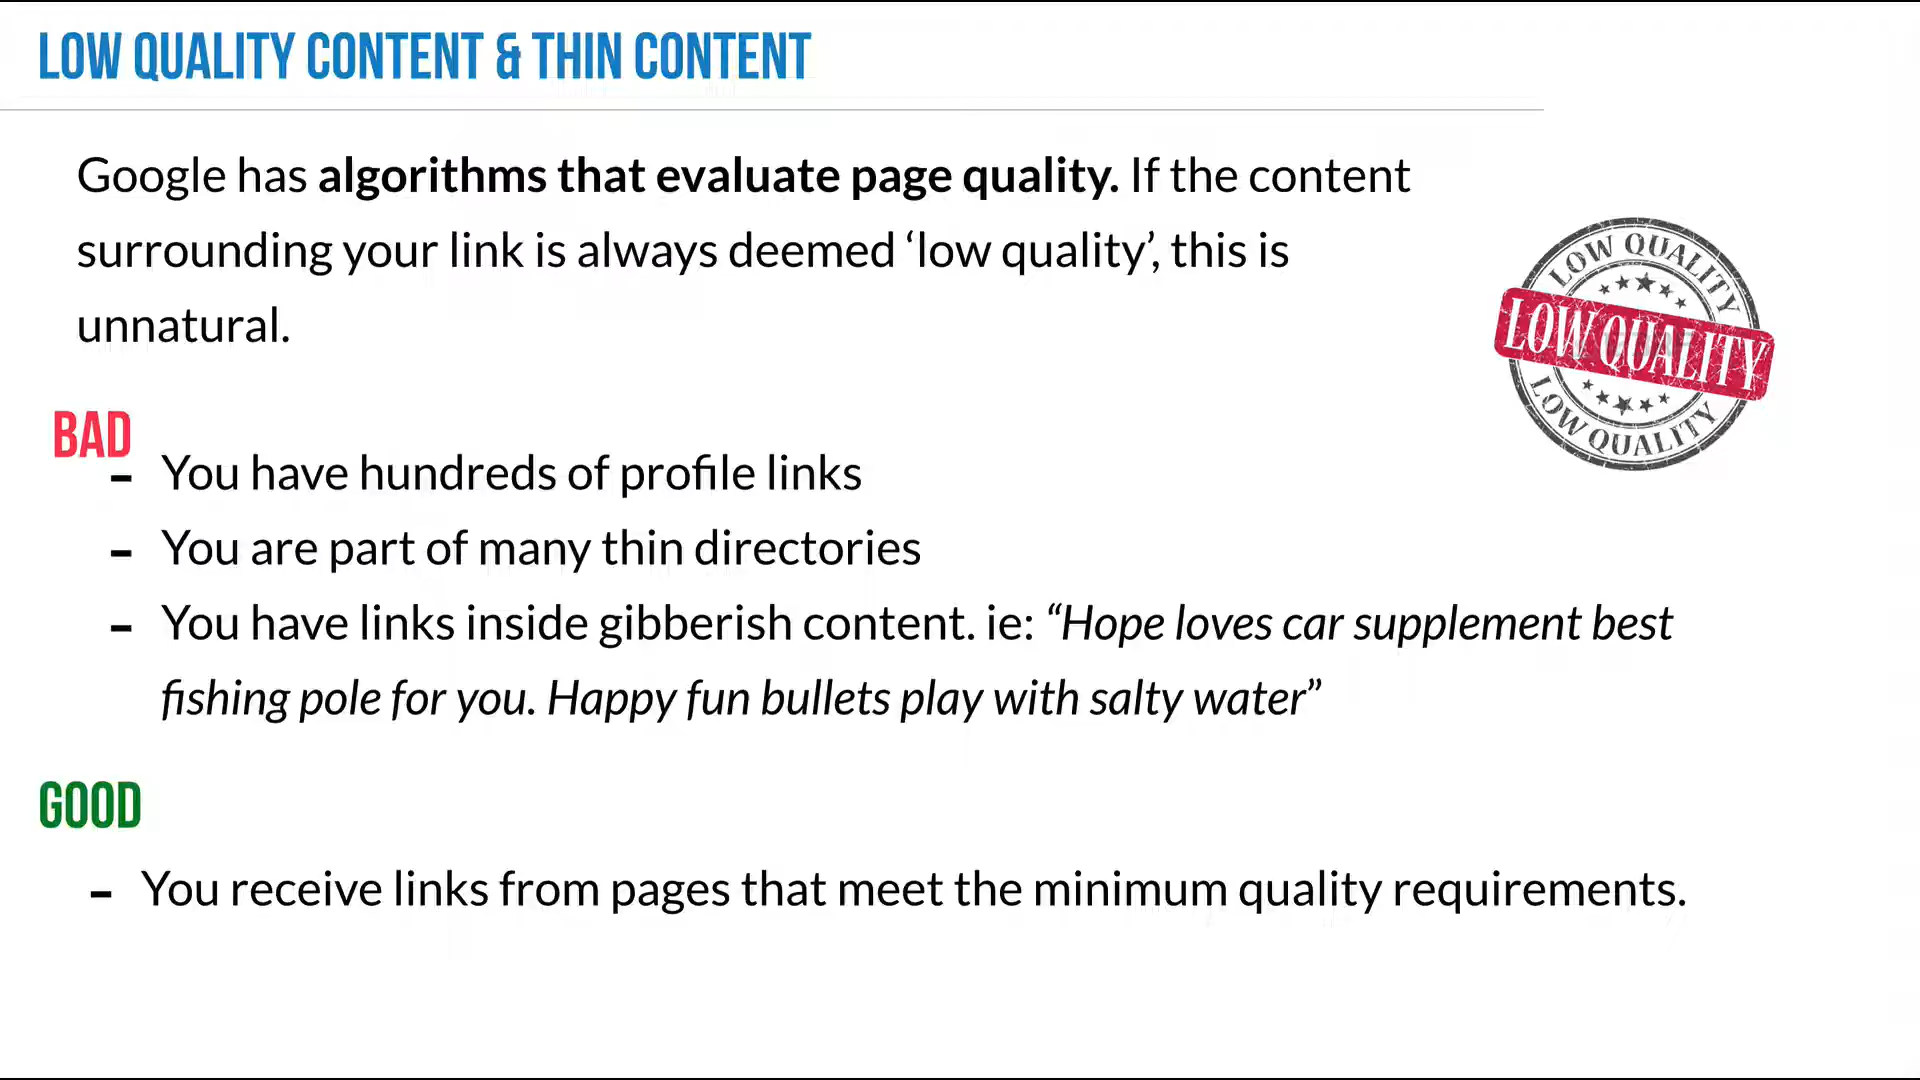 LOW QUALITY CONTENT & THIN CONTENT
Google has algorithms that evaluate page quality. If the content
surrounding your link is always deemed ‘low quality’, this is
unnatural.
LOW QUALITY
LOW QUALITY
LOW QUALITY
BAD
- You have hundreds of profile links
- You are part of many thin directories
- You have links inside gibberish content. ie: “Hope loves car supplement best
fishing pole for you. Happy fun bullets play with salty water”
GOOD
- You receive links from pages that meet the minimum quality requirements.